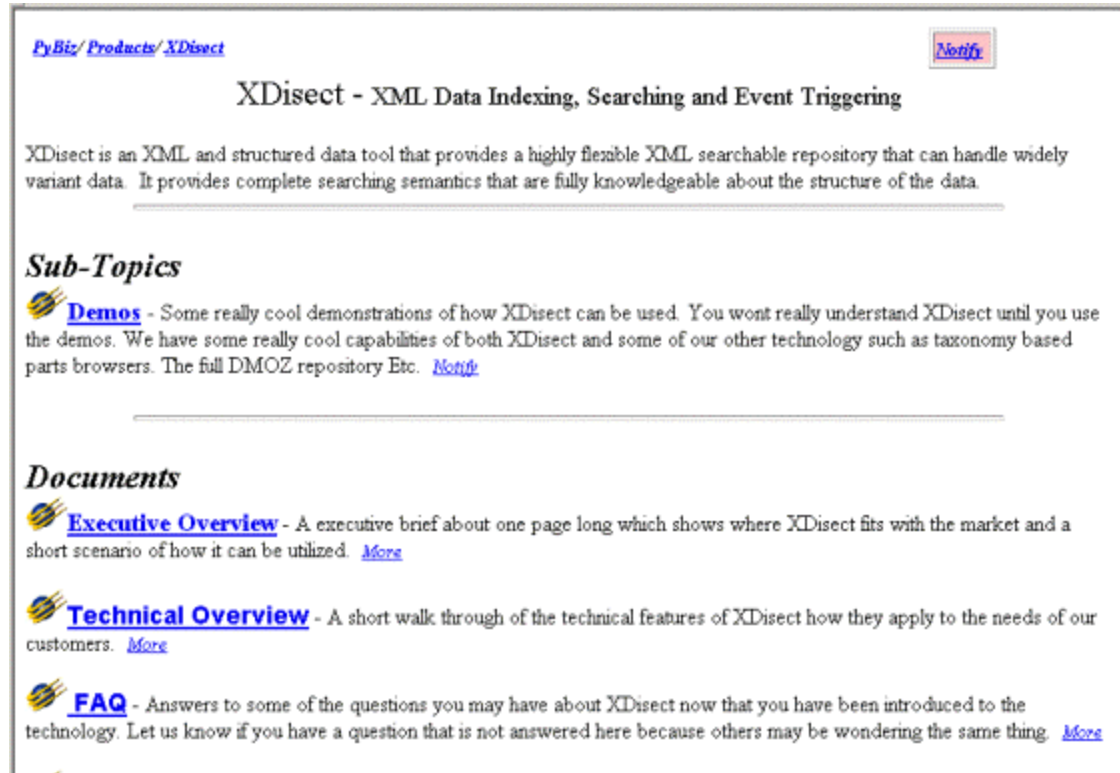 PyBiz/ Products/ XDisect
Notify
XDisect - XML Data Indexing, Searching and Event Triggering
XDisect is an XML and structured data tool that provides a highly flexible XML searchable repository that can handle widely
variant data. It provides complete searching semantics that are fully knowledgeable about the structure of the data.
Sub-Topics
Demos - Some really cool demonstrations of how XDisect can be used. You wont really understand XDisect until you use
the demos. We have some really cool capabilities of both XDisect and some of our other technology such as taxonomy based
parts browsers. The full DMOZ repository Etc. Notify
Documents
Executive Overview - A executive brief about one page long which shows where XDisect fits with the market and a
short scenario of how it can be utilized. More
Technical Overview - A short walk through of the technical features of XDisect how they apply to the needs of our
customers. More
FAQ - Answers to some of the questions you may have about XDisect now that you have been introduced to the
technology. Let us know if you have a question that is not answered here because others may be wondering the same thing. More